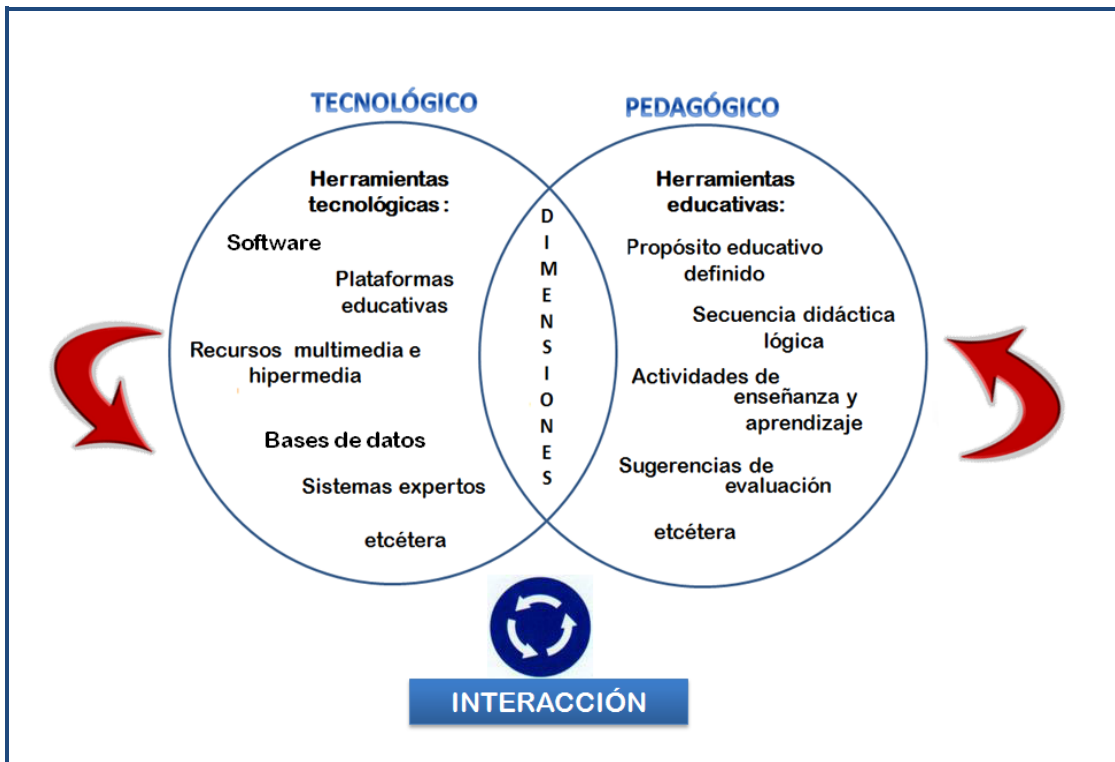 TECNOLÓGICO
Herramientas
tecnológicas :
Software
Plataformas
educativas
Recursos multimedia e
hipermedia
Bases de datos
Sistemas expertos
etcétera
DIMENSIONES
PEDAGÓGICO
Herramientas
educativas:
Propósito educativo
definido
Secuencia didáctica
lógica
Actividades de
enseñanza y
aprendizaje
Sugerencias de
evaluación
etcétera
INTERACCIÓN